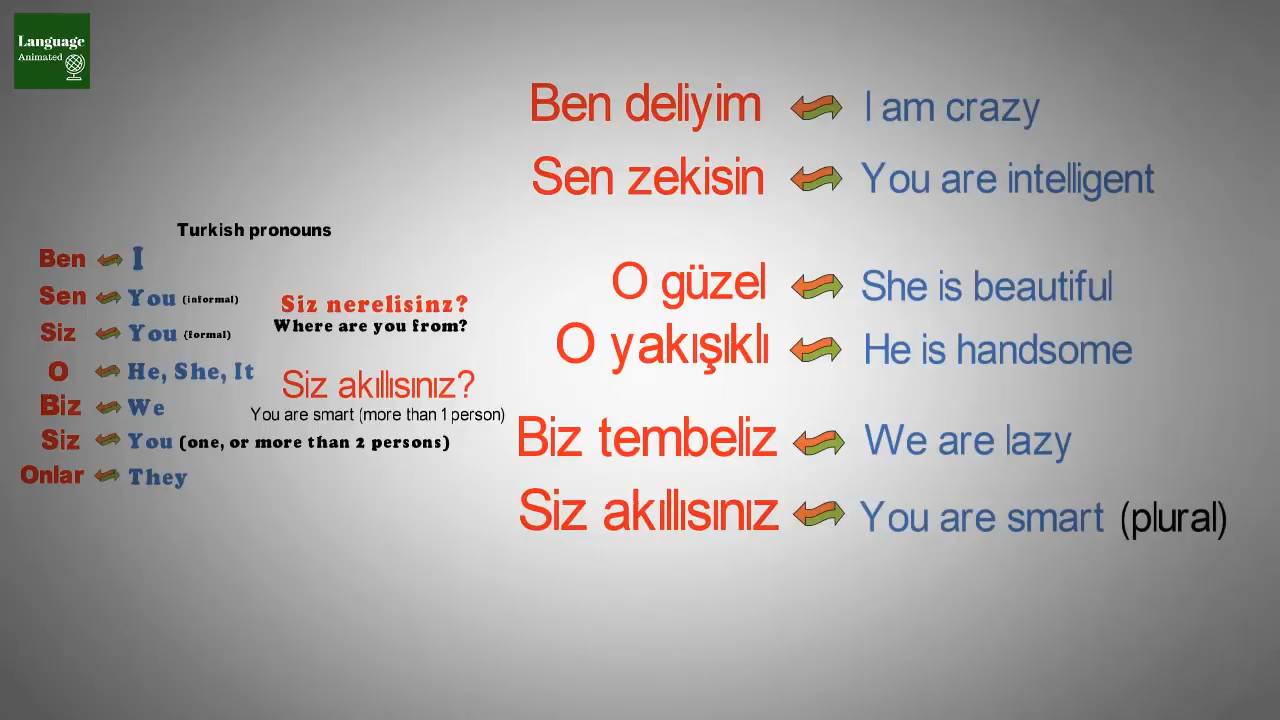 Language
Animated
Turkish pronouns
Ben I
Sen You (informal)
Siz You (formal)
O He, She, It
Biz We
Siz You (one, or more than 2 persons)
Onlar They
Siz nerelisinz?
Where are you from?
Siz akıllısınız?
You are smart (more than 1 person)
Ben deliyim I am crazy
Sen zekisin You are intelligent
O güzel She is beautiful
O yakışıklı He is handsome
Biz tembeliz We are lazy
Siz akıllısınız You are smart (plural)